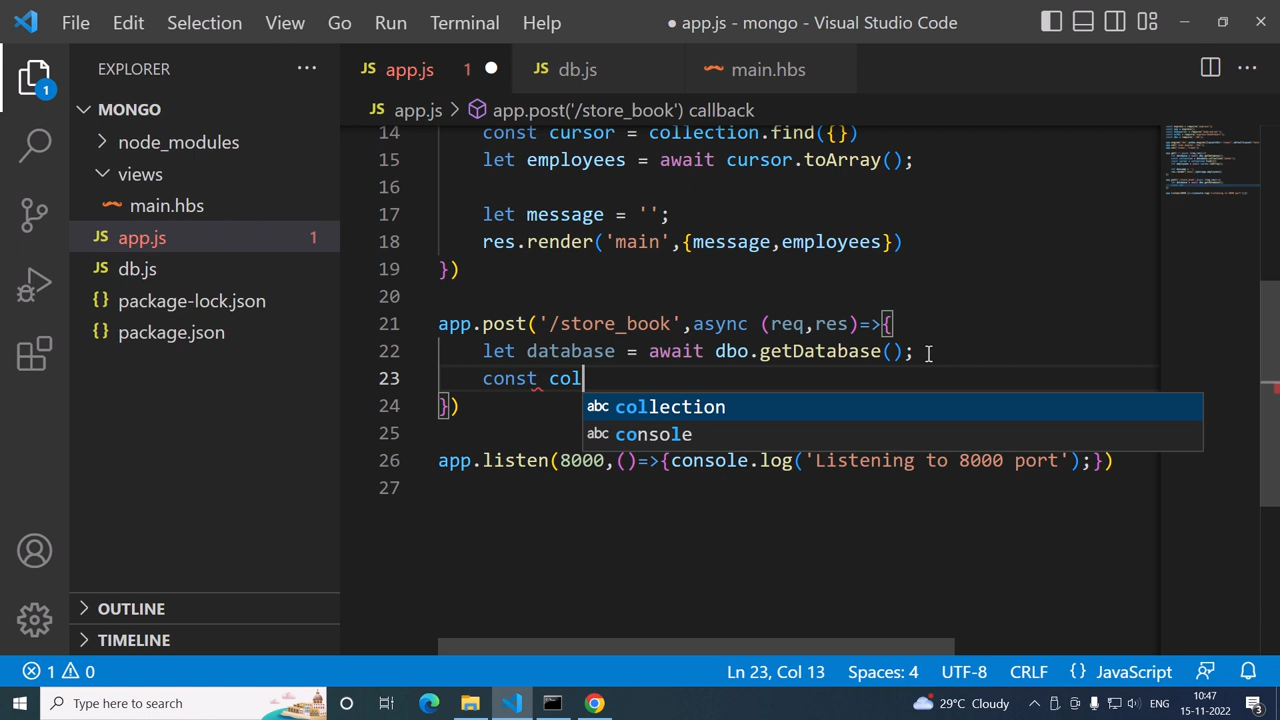 File Edit Selection View Go Run Terminal Help
● app.js - mongo - Visual Studio Code
EXPLORER
MONGO
node_modules
views
main.hbs
JS app.js 1
JS db.js
{} package-lock.json
{} package.json
OUTLINE
TIMELINE
1
JS app.js 1 ●
JS db.js
main.hbs
JS app.js > app.post('/store_book') callback
14 const cursor = collection.find({})
15 let employees = await cursor.toArray();
16
17 let message = '';
18 res.render('main',{message,employees})
19 })
20
21 app.post('/store_book',async (req,res)=>{
22 let database = await dbo.getDatabase();
23 const col
abc collection
abc console
24 })
25
26 app.listen(8000,()=>{console.log('Listening to 8000 port');})
27
1 0
Ln 23, Col 13 Spaces: 4 UTF-8 CRLF {} JavaScript
Type here to search
29°C Cloudy
ENG
10:47
15-11-2022
3